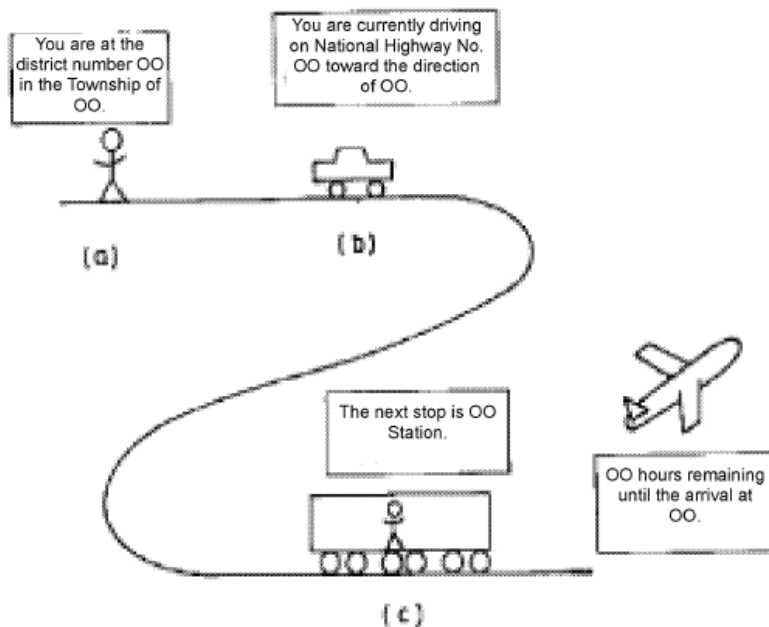 You are at the
district number OO
in the Township of
OO.
You are currently driving
on National Highway No.
OO toward the direction
of OO.
(a)
(b)
The next stop is OO
Station.
OO hours remaining
until the arrival at
OO.
(c)